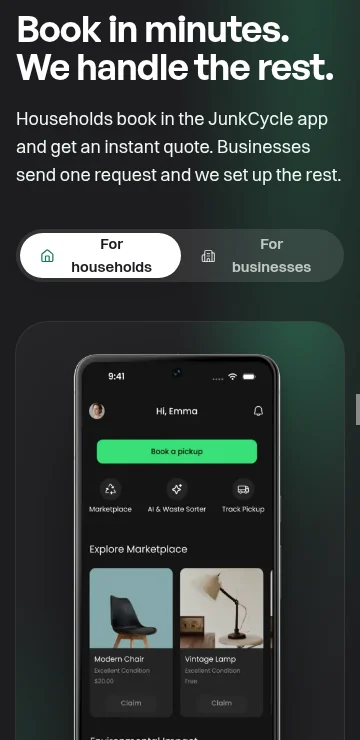 Book in minutes.
We handle the rest.
Households book in the JunkCycle app
and get an instant quote. Businesses
send one request and we set up the rest.
For
households
For
businesses
9:41
Hi, Emma
Book a pickup
Marketplace
AI & Waste Sorter
Track Pickup
Explore Marketplace
Modern Chair
Excellent Condition
$20.00
Claim
Vintage Lamp
Excellent Condition
Free
Claim
Environmental Impact